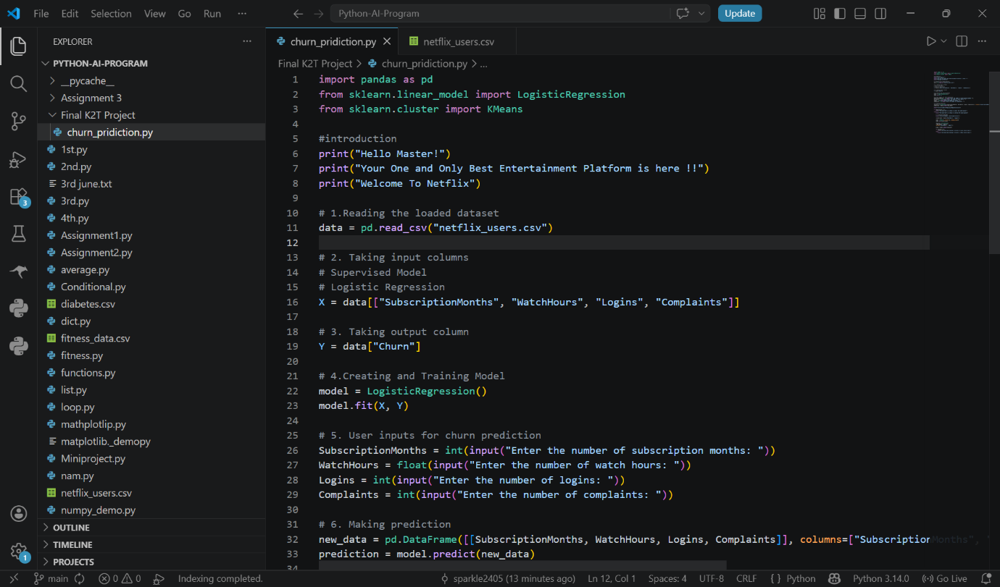 File Edit Selection View Go Run ··· Python-AI-Program Update
EXPLORER ···
PYTHON-AI-PROGRAM
__pycache__
Assignment 3
Final K2T Project
churn_pridiction.py
1st.py
2nd.py
3rd june.txt
3rd.py
4th.py
Assignment1.py
Assignment2.py
average.py
Conditional.py
diabetes.csv
dict.py
fitness_data.csv
fitness.py
functions.py
list.py
loop.py
mathplotlip.py
matplotlib._demopy
Miniproject.py
nam.py
netflix_users.csv
numpy_demo.py
OUTLINE
TIMELINE
PROJECTS
3
1
churn_pridiction.py netflix_users.csv
Final K2T Project > churn_pridiction.py > ...
1 import pandas as pd
2 from sklearn.linear_model import LogisticRegression
3 from sklearn.cluster import KMeans
4
5 #introduction
6 print("Hello Master!")
7 print("Your One and Only Best Entertainment Platform is here !!")
8 print("Welcome To Netflix")
9
10 # 1.Reading the loaded dataset
11 data = pd.read_csv("netflix_users.csv")
12
13 # 2. Taking input columns
14 # Supervised Model
15 # Logistic Regression
16 X = data[["SubscriptionMonths", "WatchHours", "Logins", "Complaints"]]
17
18 # 3. Taking output column
19 Y = data["Churn"]
20
21 # 4.Creating and Training Model
22 model = LogisticRegression()
23 model.fit(X, Y)
24
25 # 5. User inputs for churn prediction
26 SubscriptionMonths = int(input("Enter the number of subscription months: "))
27 WatchHours = float(input("Enter the number of watch hours: "))
28 Logins = int(input("Enter the number of logins: "))
29 Complaints = int(input("Enter the number of complaints: "))
30
31 # 6. Making prediction
32 new_data = pd.DataFrame([[SubscriptionMonths, WatchHours, Logins, Complaints]], columns=["SubscriptionMonths", "
33 prediction = model.predict(new_data)
34
main 0 0 Indexing completed. sparkle2405 (13 minutes ago) Ln 12, Col 1 Spaces: 4 UTF-8 CRLF { } Python Python 3.14.0 Go Live